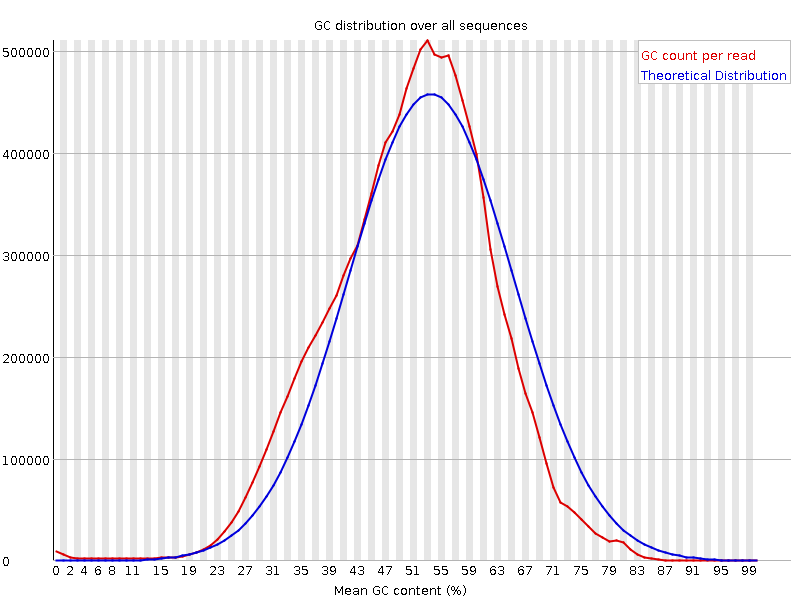 GC distribution over all sequences
GC count per read
Theoretical Distribution
500000
400000
300000
200000
100000
0
0 2 4 6 8 11 15 19 23 27 31 35 39 43 47 51 55 59 63 67 71 75 79 83 87 91 95 99
Mean GC content (%)